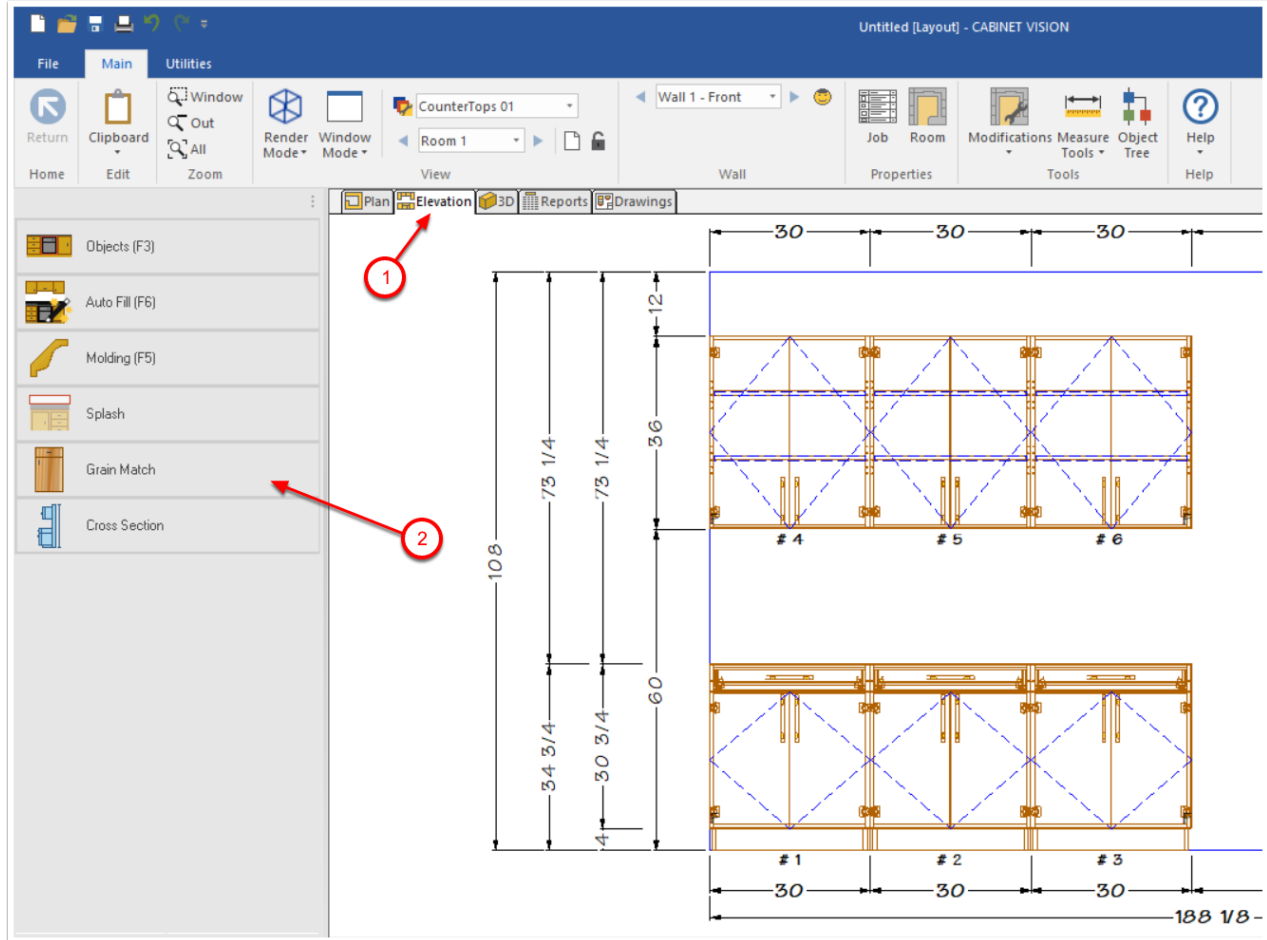 Untitled [Layout] - CABINET VISION
File Main Utilities
Return
Home
Clipboard
Edit
Window
Out
All
Zoom
Render Mode
Window Mode
CounterTops 01
Room 1
View
Wall 1 - Front
Wall
Job
Room
Properties
Modifications
Measure Tools
Object Tree
Tools
Help
Help
Plan Elevation 3D Reports Drawings
Objects (F3)
Auto Fill (F6)
Molding (F5)
Splash
Grain Match
Cross Section
1
2
30 30 30
12
36
73 1/4
73 1/4
108
60
34 3/4
30 3/4
4
# 4 # 5 # 6
# 1 # 2 # 3
30 30 30
188 1/8